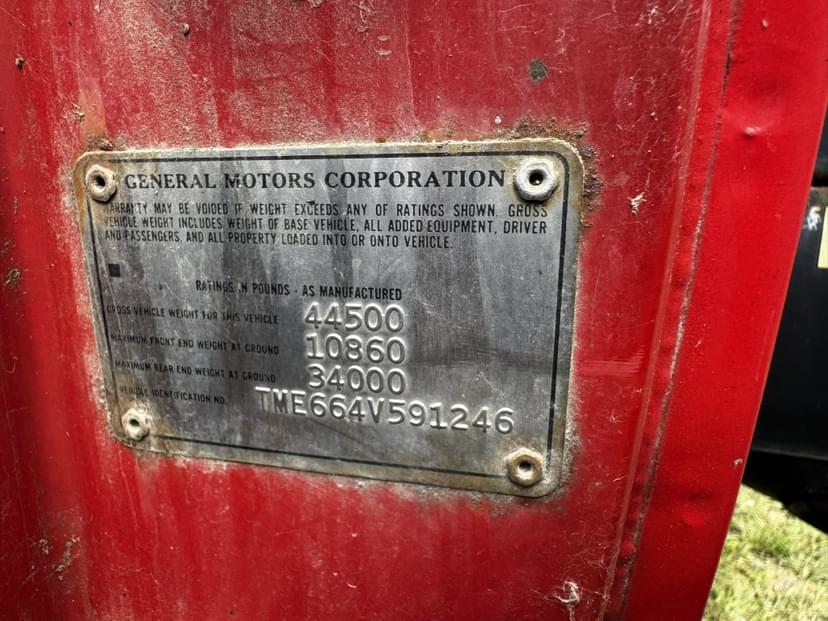 GENERAL MOTORS CORPORATION
WARRANTY MAY BE VOIDED IF WEIGHT EXCEEDS ANY OF RATINGS SHOWN. GROSS
VEHICLE WEIGHT INCLUDES WEIGHT OF BASE VEHICLE, ALL ADDED EQUIPMENT, DRIVER
AND PASSENGERS, AND ALL PROPERTY LOADED INTO OR ONTO VEHICLE.
RATINGS IN POUNDS - AS MANUFACTURED
GROSS VEHICLE WEIGHT FOR THIS VEHICLE 44500
MAXIMUM FRONT END WEIGHT AT GROUND 10860
MAXIMUM REAR END WEIGHT AT GROUND 34000
VEHICLE IDENTIFICATION NO. TME664V591246